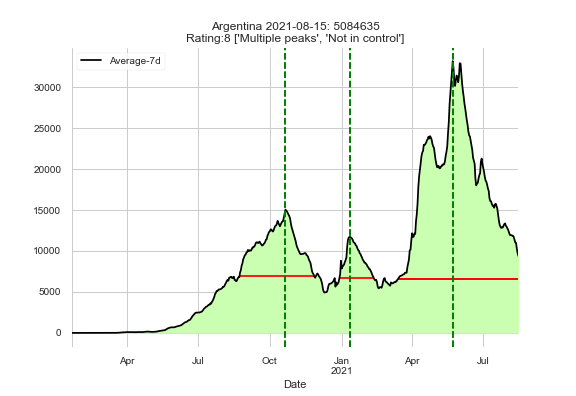 Argentina 2021-08-15: 5084635
Rating:8 ['Multiple peaks', 'Not in control']
Average-7d
30000
25000
20000
15000
10000
5000
0
Apr Jul Oct Jan Apr Jul
2021
Date